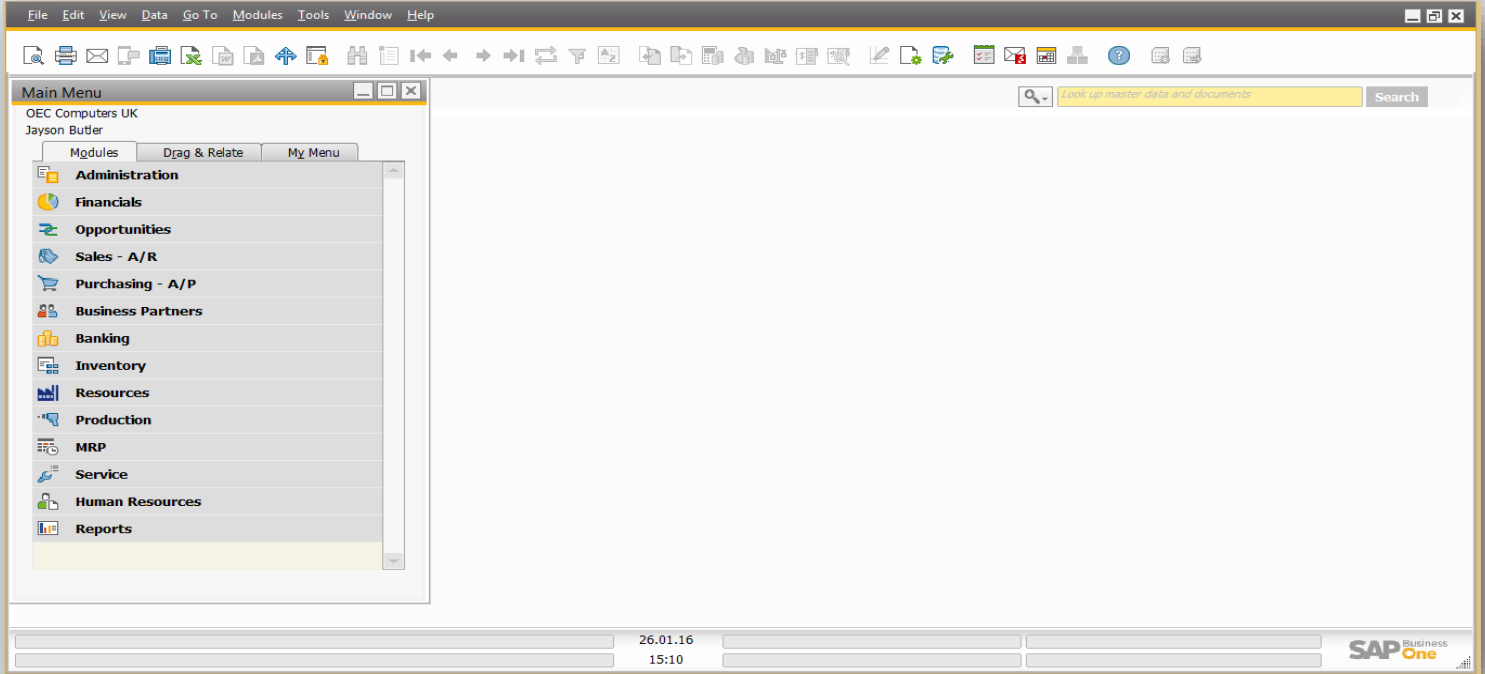 File Edit View Data Go To Modules Tools Window Help
Main Menu
OEC Computers UK
Jayson Butler
Modules Drag & Relate My Menu
Look up master data and documents Search
Administration
Financials
Opportunities
Sales - A/R
Purchasing - A/P
Business Partners
Banking
Inventory
Resources
Production
MRP
Service
Human Resources
Reports
26.01.16
15:10
SAP Business One